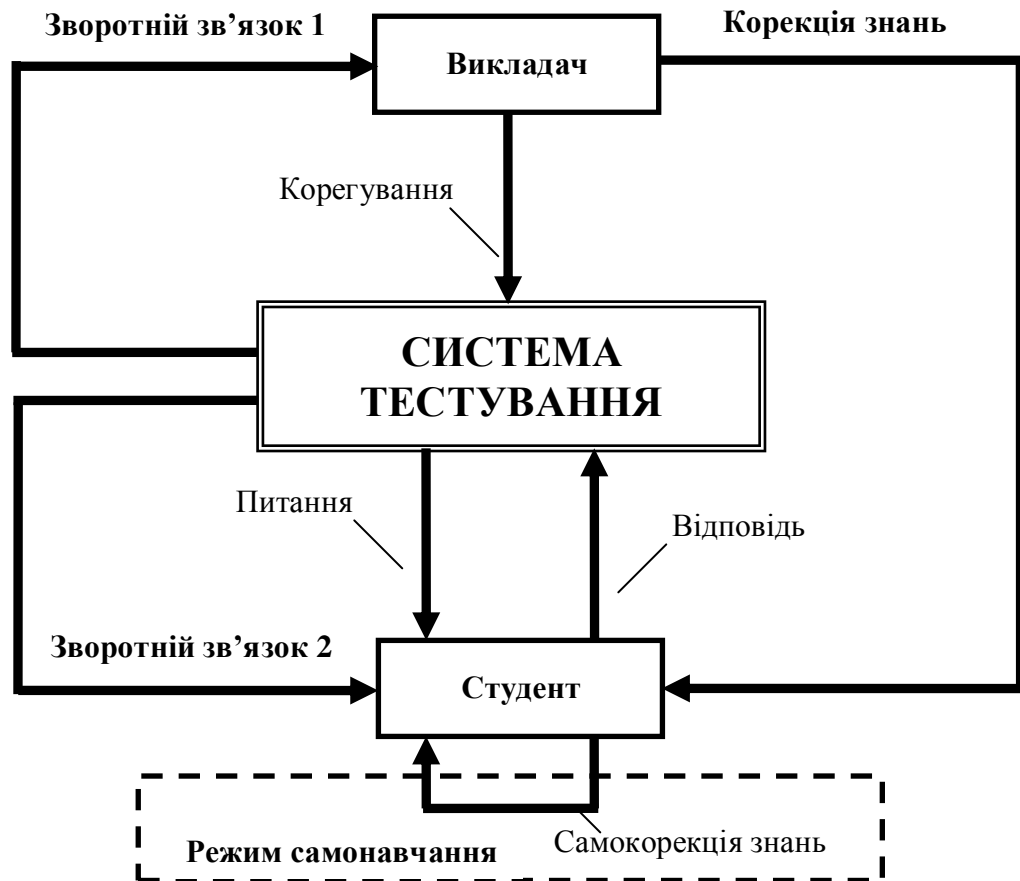 Зворотній зв’язок 1
Корекція знань
Викладач
Корегування
СИСТЕМА
ТЕСТУВАННЯ
Питання
Відповідь
Зворотній зв’язок 2
Студент
Самокорекція знань
Режим самонавчання